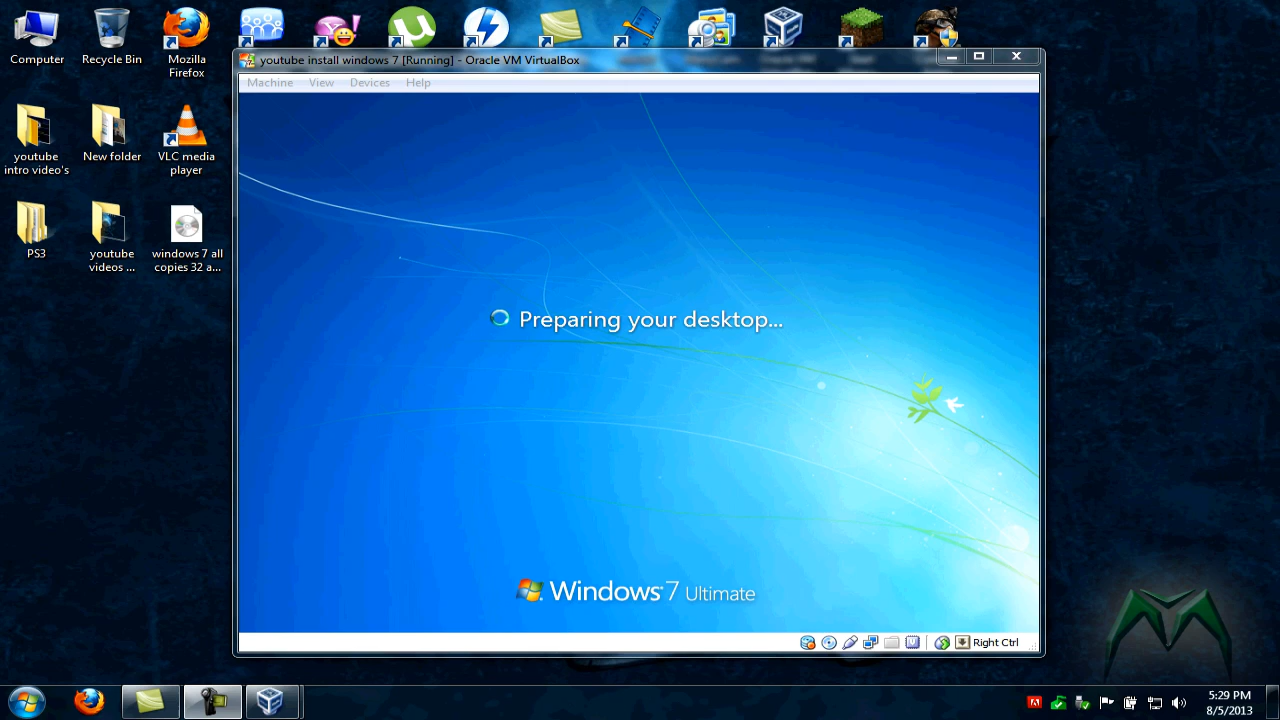 youtube install windows 7 [Running] - Oracle VM VirtualBox
Machine View Devices Help
Computer
Recycle Bin
Mozilla
Firefox
youtube
intro video's
New folder
VLC media
player
PS3
youtube
videos ...
windows 7 all
copies 32 a...
Preparing your desktop...
Windows 7 Ultimate
Right Ctrl
5:29 PM
8/5/2013